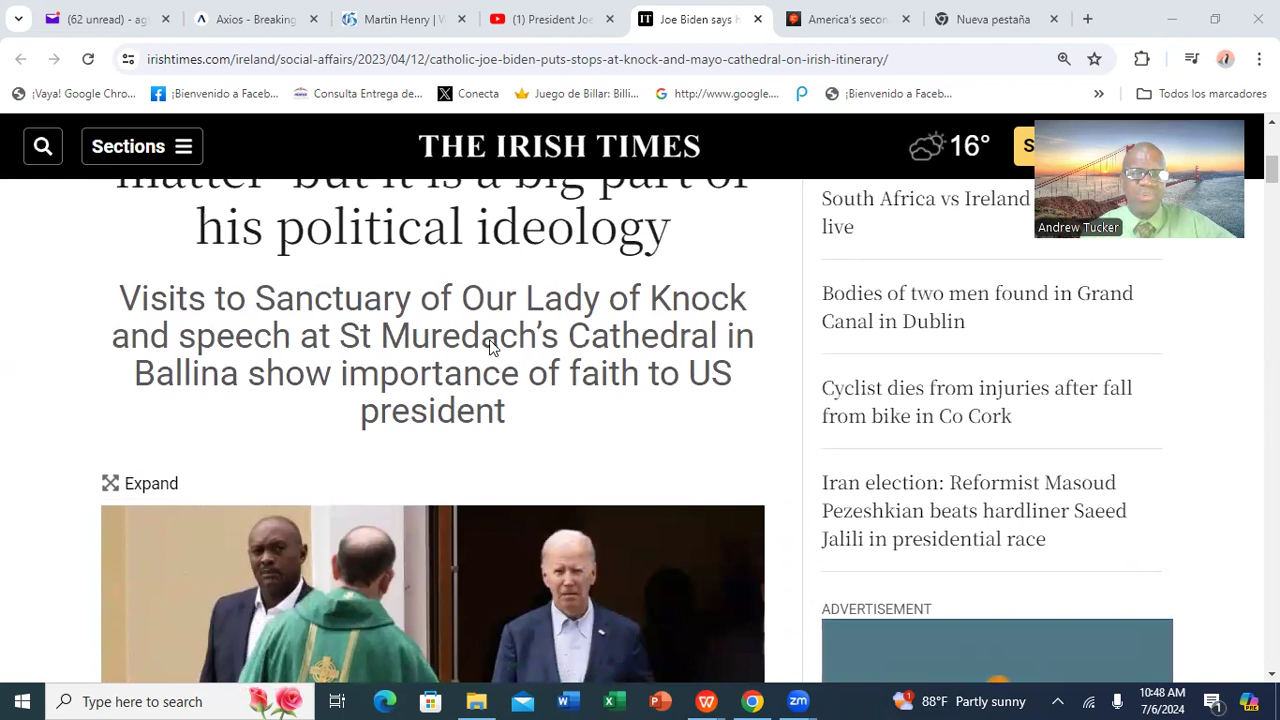 (62 unread) - ag
Axios - Breaking
Martin Henry | V
(1) President Joe
Joe Biden says h
America's secon
Nueva pestaña
irishtimes.com/ireland/social-affairs/2023/04/12/catholic-joe-biden-puts-stops-at-knock-and-mayo-cathedral-on-irish-itinerary/
¡Vaya! Google Chro...
¡Bienvenido a Faceb...
Consulta Entrega de...
Conecta
Juego de Billar: Billi...
http://www.google....
¡Bienvenido a Faceb...
»
Todos los marcadores
Sections
THE IRISH TIMES
16°
S
Andrew Tucker
matter' but it is a big part of
his political ideology
Visits to Sanctuary of Our Lady of Knock
and speech at St Muredach's Cathedral in
Ballina show importance of faith to US
president
Expand
South Africa vs Ireland
live
Bodies of two men found in Grand
Canal in Dublin
Cyclist dies from injuries after fall
from bike in Co Cork
Iran election: Reformist Masoud
Pezeshkian beats hardliner Saeed
Jalili in presidential race
ADVERTISEMENT
Type here to search
88°F Partly sunny
10:48 AM
7/6/2024